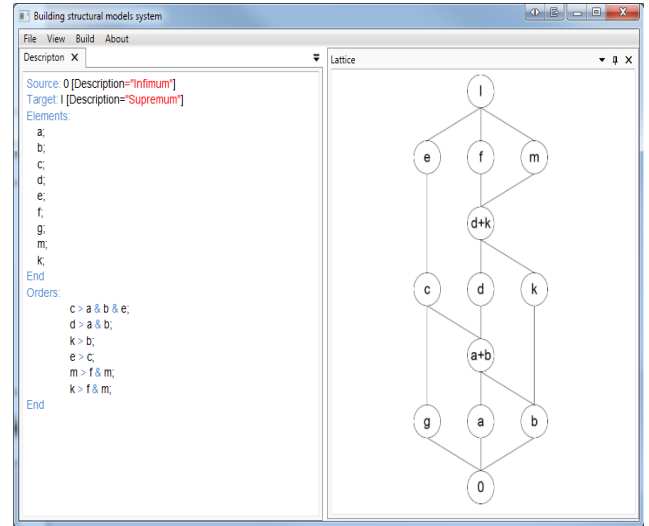 Building structural models system
File View Build About
Descripton X
Source: 0 [Description="Infimum"]
Target: I [Description="Supremum"]
Elements:
a;
b;
c;
d;
e;
f;
g;
m;
k;
End
Orders:
c > a & b & e;
d > a & b;
k > b;
e > c;
m > f & m;
k > f & m;
End
Lattice
I
e f m
d+k
c d k
a+b
g a b
0